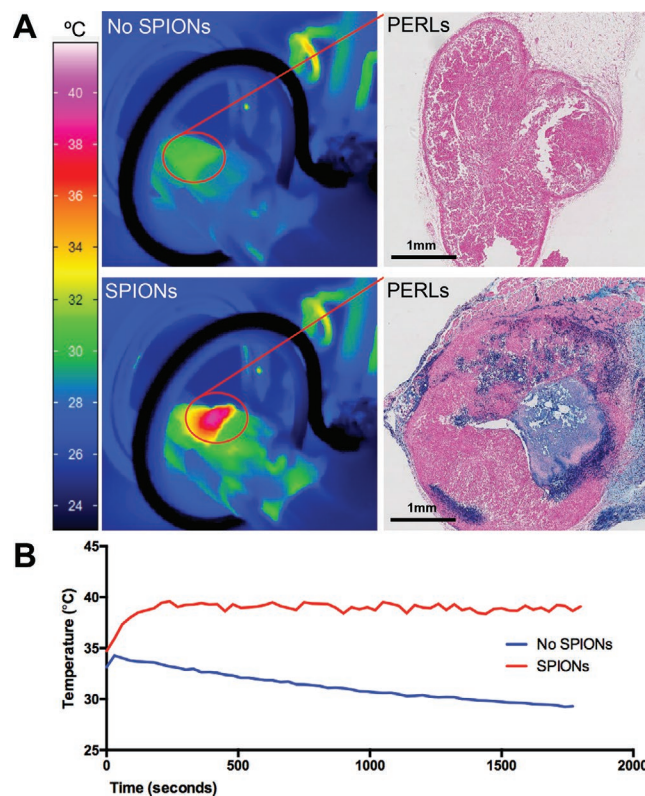 A
ºC
No SPIONs
PERLs
40
38
36
34
32
30
28
26
24
1mm
SPIONs
PERLs
1mm
B
45
40
35
30
25
Temperature (°C)
No SPIONs
SPIONs
0
500
1000
1500
2000
Time (seconds)